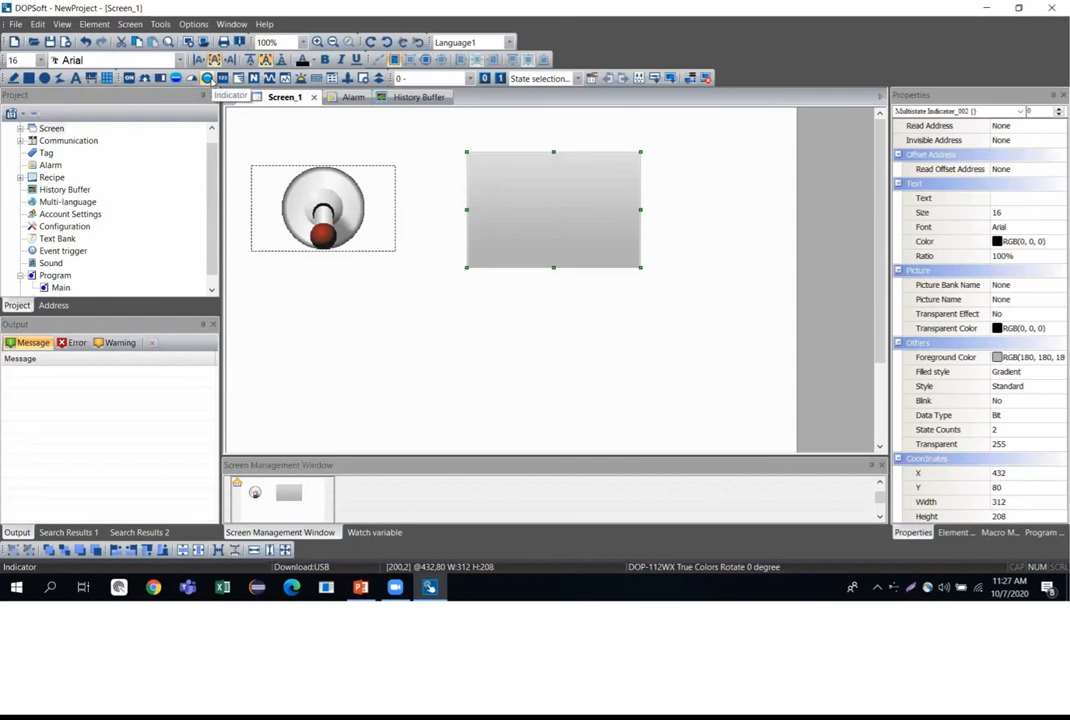 DOPSoft - NewProject - [Screen_1]
File Edit View Element Screen Tools Options Window Help
100% Language1
16 Arial
0 - 0 1 State selection...
Indicator
Project
Screen_1 Alarm History Buffer
Properties
Multistate Indicator_002 {} 0
Screen
Communication
Tag
Alarm
Recipe
History Buffer
Multi-language
Account Settings
Configuration
Text Bank
Event trigger
Sound
Program
Main
Project Address
Output
Message Error Warning
Message
Read Address None
Invisible Address None
Offset Address
Read Offset Address None
Text
Text
Size 16
Font Arial
Color RGB(0, 0, 0)
Ratio 100%
Picture
Picture Bank Name None
Picture Name None
Transparent Effect No
Transparent Color RGB(0, 0, 0)
Others
Foreground Color RGB(180, 180, 18
Filled style Gradient
Style Standard
Blink No
Data Type Bit
State Counts 2
Transparent 255
Coordinates
X 432
Y 80
Width 312
Height 208
Screen Management Window
Output Search Results 1 Search Results 2
Screen Management Window Watch variable
Properties Element ... Macro M... Program ...
Indicator Download:USB [200,2] @432,80 W:312 H:208 DOP-112WX True Colors Rotate 0 degree CAP NUM SCRL
11:27 AM
10/7/2020
8